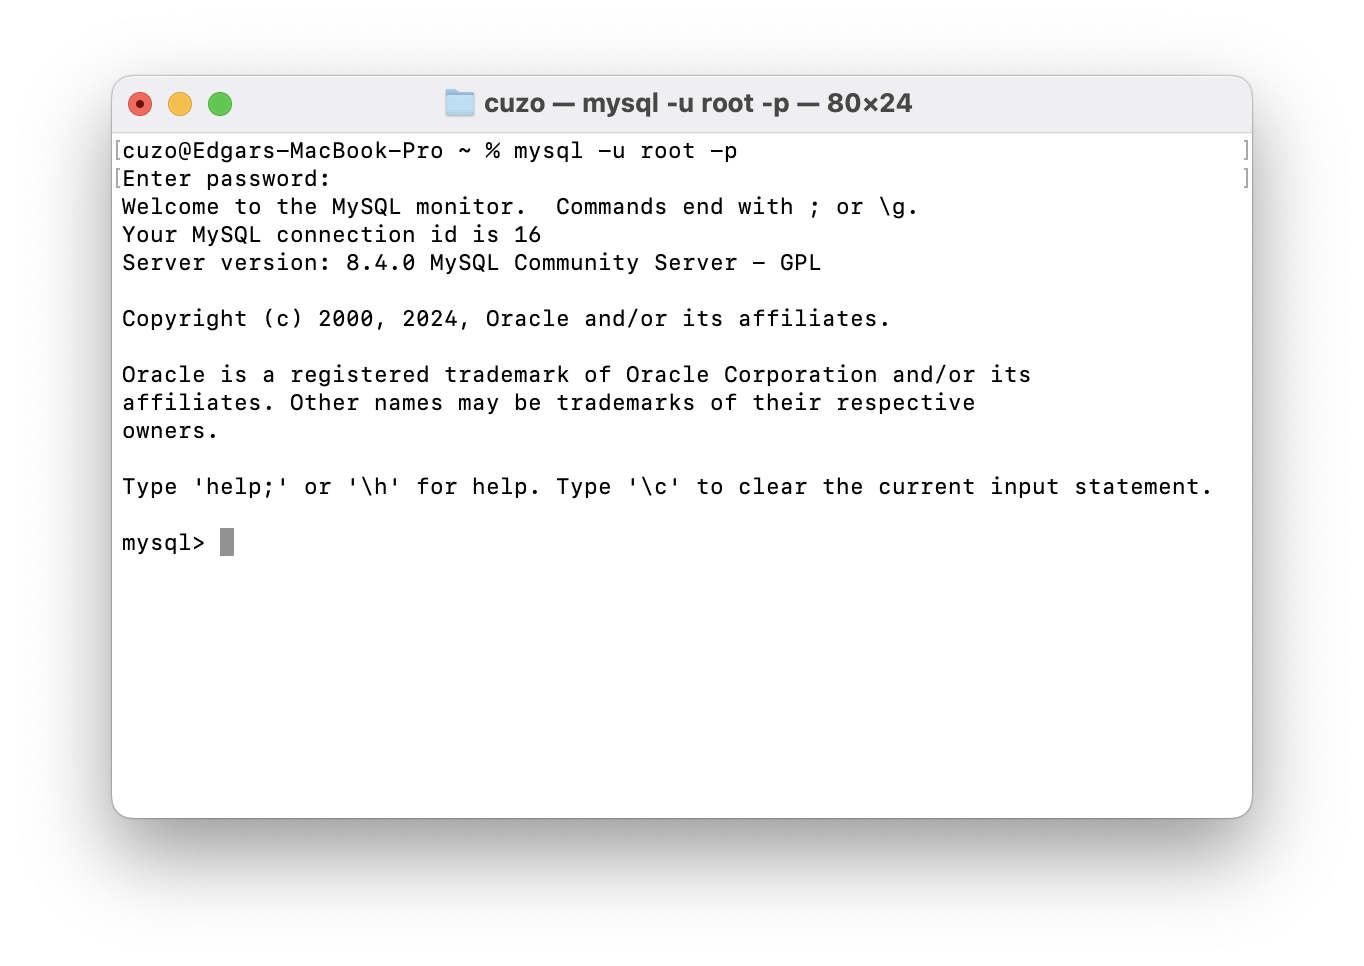 cuzo — mysql -u root -p — 80×24
[cuzo@Edgars-MacBook-Pro ~ % mysql -u root -p ]
[Enter password: ]
Welcome to the MySQL monitor.  Commands end with ; or \g.
Your MySQL connection id is 16
Server version: 8.4.0 MySQL Community Server - GPL

Copyright (c) 2000, 2024, Oracle and/or its affiliates.

Oracle is a registered trademark of Oracle Corporation and/or its
affiliates. Other names may be trademarks of their respective
owners.

Type 'help;' or '\h' for help. Type '\c' to clear the current input statement.

mysql>